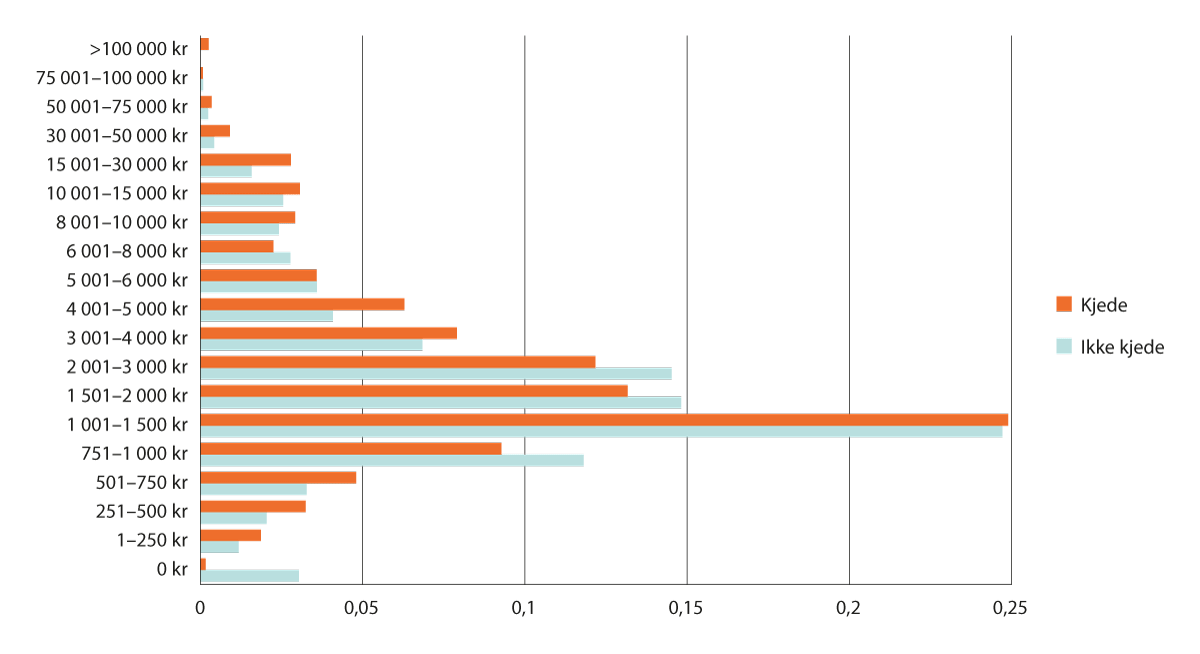 >100 000 kr
75 001–100 000 kr
50 001–75 000 kr
30 001–50 000 kr
15 001–30 000 kr
10 001–15 000 kr
8 001–10 000 kr
6 001–8 000 kr
5 001–6 000 kr
4 001–5 000 kr
3 001–4 000 kr
2 001–3 000 kr
1 501–2 000 kr
1 001–1 500 kr
751–1 000 kr
501–750 kr
251–500 kr
1–250 kr
0 kr
0 0,05 0,1 0,15 0,2 0,25
Kjede
Ikke kjede